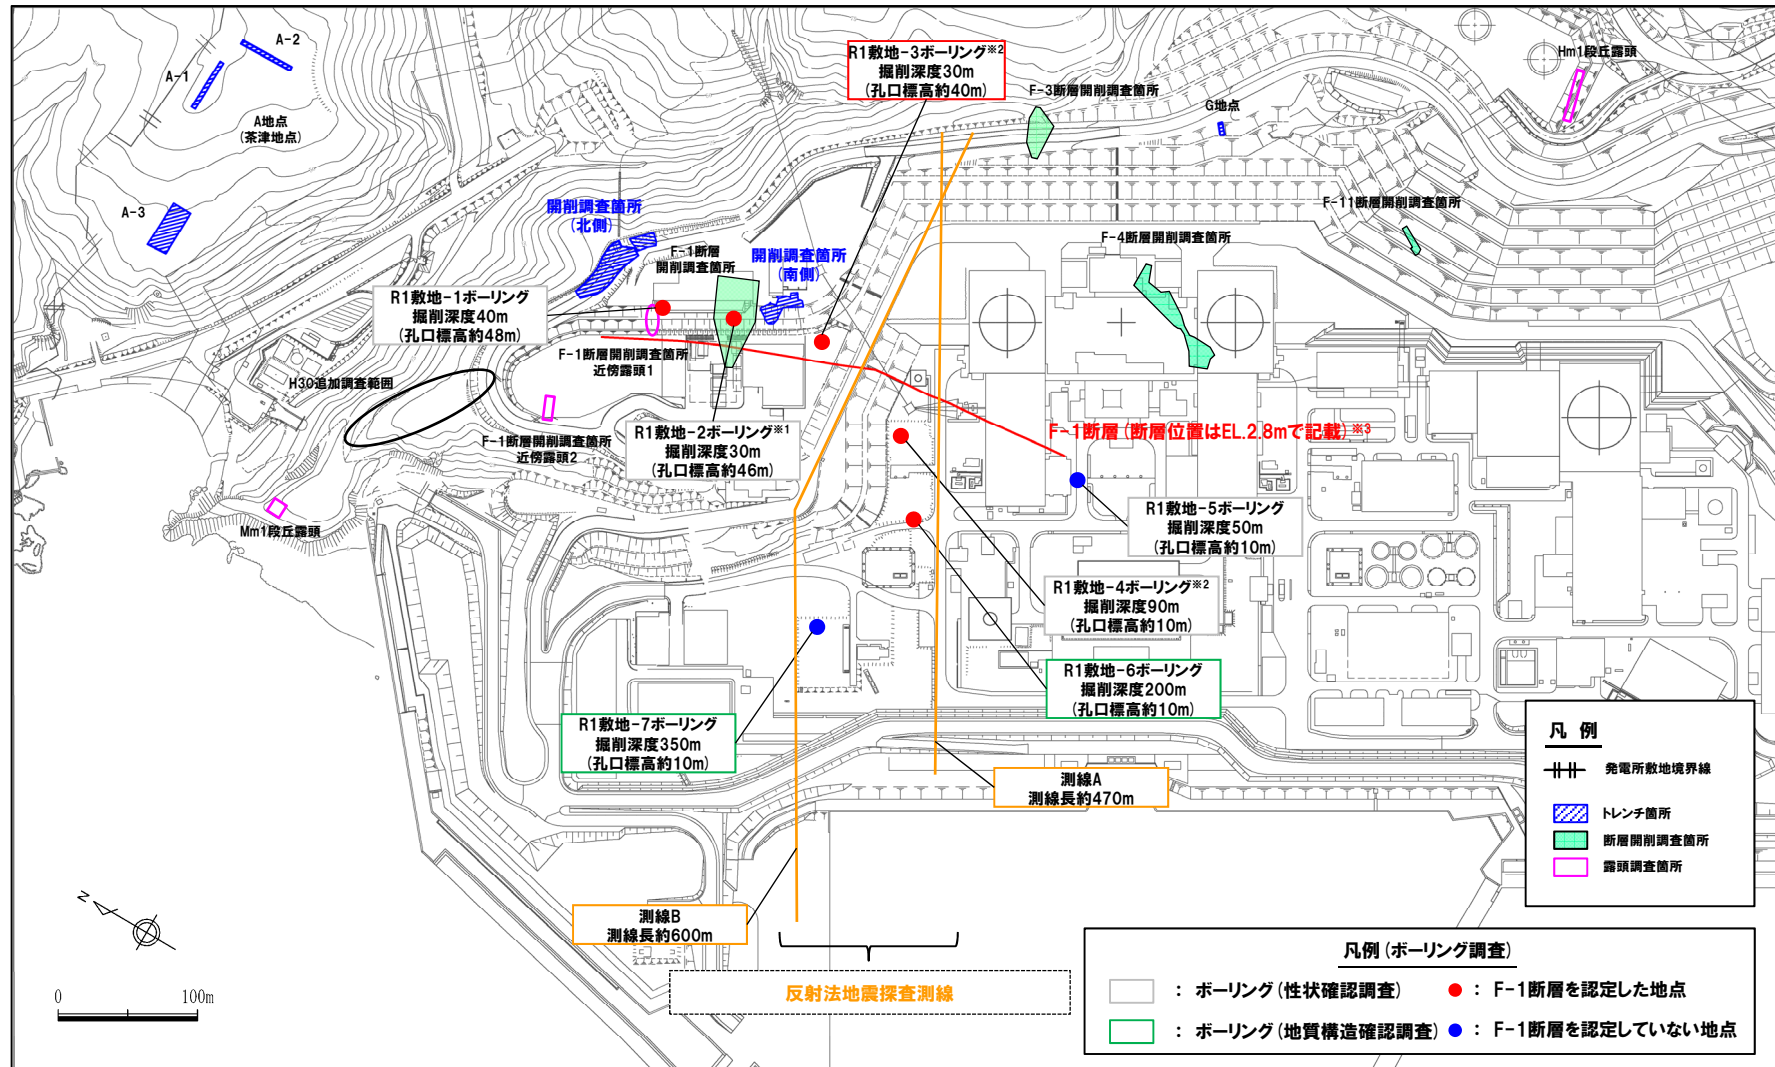 A-2
A-1
A地点
(茶津地点)
A-3
R1敷地-3ボーリング※2
掘削深度30m
(孔口標高約40m)
F-3断層開削調査箇所
G地点
Hm1段丘露頭
F-11断層開削調査箇所
F-4断層開削調査箇所
開削調査箇所
(北側)
F-1断層
開削調査箇所
開削調査箇所
(南側)
R1敷地-1ボーリング
掘削深度40m
(孔口標高約48m)
F-1断層開削調査箇所
近傍露頭1
H30追加調査範囲
F-1断層開削調査箇所
近傍露頭2
R1敷地-2ボーリング※1
掘削深度30m
(孔口標高約46m)
F-1断層(断層位置はEL.2.8mで記載)※3
Mm1段丘露頭
R1敷地-5ボーリング
掘削深度50m
(孔口標高約10m)
R1敷地-4ボーリング※2
掘削深度90m
(孔口標高約10m)
R1敷地-6ボーリング
掘削深度200m
(孔口標高約10m)
R1敷地-7ボーリング
掘削深度350m
(孔口標高約10m)
測線A
測線長約470m
測線B
測線長約600m
反射法地震探査測線
N
0 100m
凡 例
発電所敷地境界線
トレンチ箇所
断層開削調査箇所
露頭調査箇所
凡例(ボーリング調査)
: ボーリング(性状確認調査)
: F-1断層を認定した地点
: ボーリング(地質構造確認調査)
: F-1断層を認定していない地点